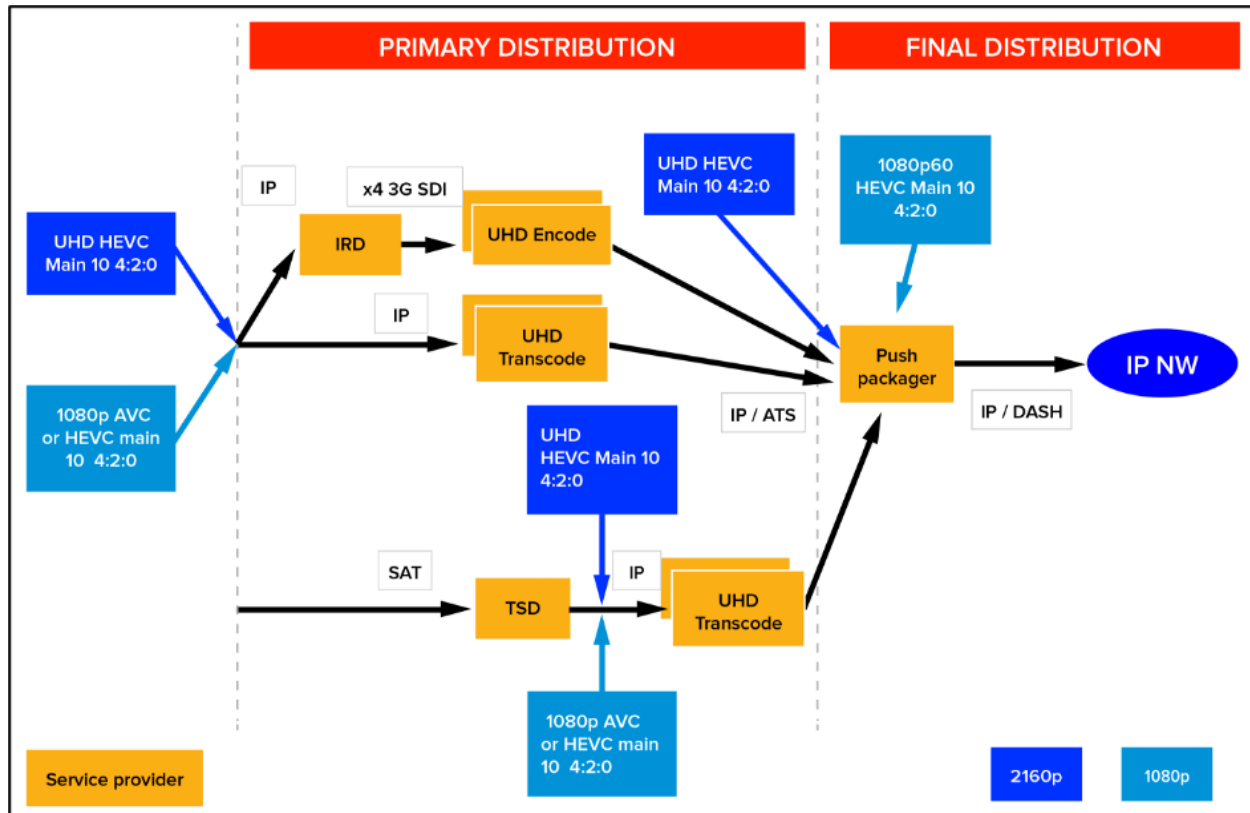 PRIMARY DISTRIBUTION
FINAL DISTRIBUTION
IP
x4 3G SDI
UHD HEVC
Main 10 4:2:0
1080p60
HEVC Main 10
4:2:0
UHD HEVC
Main 10 4:2:0
IRD
UHD Encode
IP
UHD
Transcode
Push
packager
IP NW
1080p AVC
or HEVC main
10 4:2:0
IP / ATS
IP / DASH
UHD
HEVC Main 10
4:2:0
SAT
IP
TSD
UHD
Transcode
1080p AVC
or HEVC main
10 4:2:0
Service provider
2160p
1080p